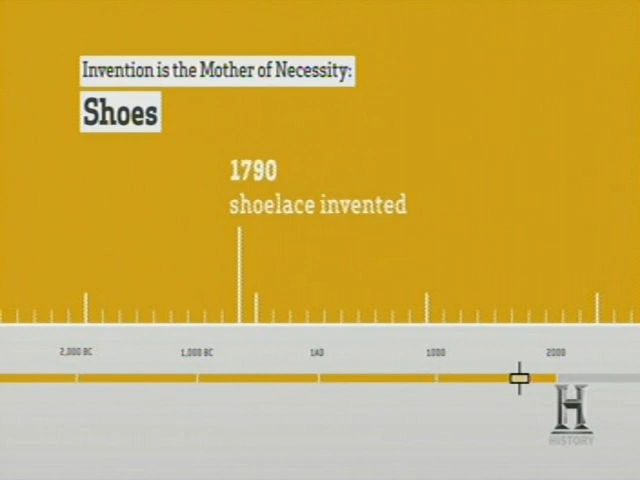 Invention is the Mother of Necessity:
Shoes
1790
shoelace invented
2,000 BC 1,000 BC 1AD 1000 2000
H
HISTORY